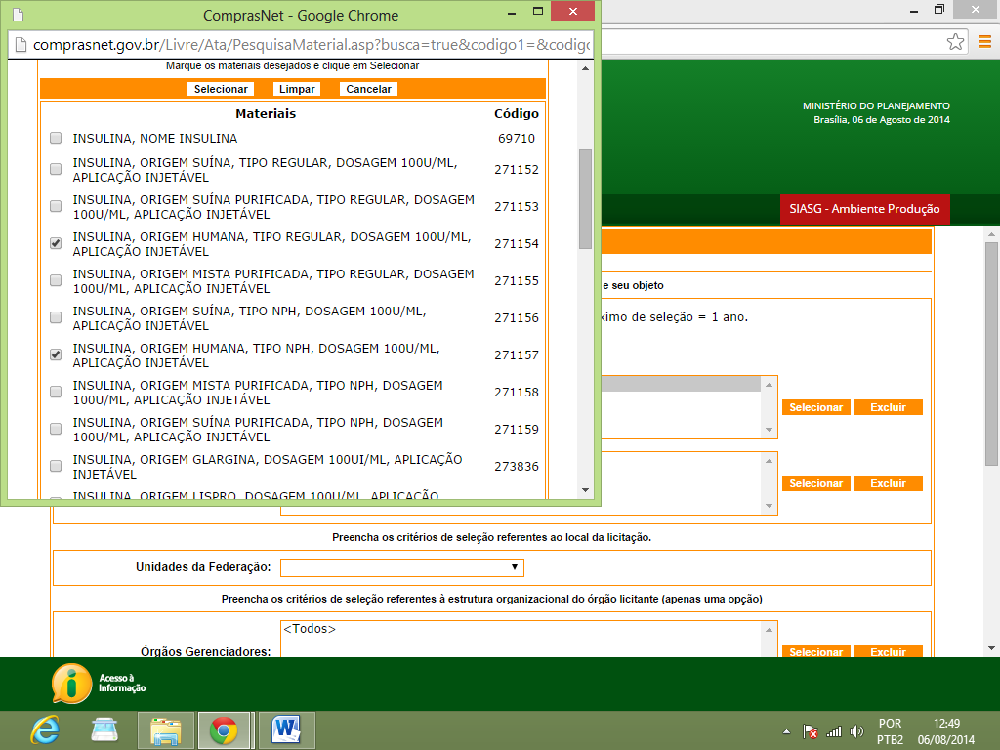 ComprasNet - Google Chrome
comprasnet.gov.br/Livre/Ata/PesquisaMaterial.asp?busca=true&codigo1=&codigo
Marque os materiais desejados e clique em Selecionar
Selecionar Limpar Cancelar
Materiais Código
INSULINA, NOME INSULINA 69710
INSULINA, ORIGEM SUÍNA, TIPO REGULAR, DOSAGEM 100U/ML,
APLICAÇÃO INJETÁVEL 271152
INSULINA, ORIGEM SUÍNA PURIFICADA, TIPO REGULAR, DOSAGEM
100U/ML, APLICAÇÃO INJETÁVEL 271153
INSULINA, ORIGEM HUMANA, TIPO REGULAR, DOSAGEM 100U/ML,
APLICAÇÃO INJETÁVEL 271154
INSULINA, ORIGEM MISTA PURIFICADA, TIPO REGULAR, DOSAGEM
100U/ML, APLICAÇÃO INJETÁVEL 271155
INSULINA, ORIGEM SUÍNA, TIPO NPH, DOSAGEM 100U/ML,
APLICAÇÃO INJETÁVEL 271156
INSULINA, ORIGEM HUMANA, TIPO NPH, DOSAGEM 100U/ML,
APLICAÇÃO INJETÁVEL 271157
INSULINA, ORIGEM MISTA PURIFICADA, TIPO NPH, DOSAGEM
100U/ML, APLICAÇÃO INJETÁVEL 271158
INSULINA, ORIGEM SUÍNA PURIFICADA, TIPO NPH, DOSAGEM
100U/ML, APLICAÇÃO INJETÁVEL 271159
INSULINA, ORIGEM GLARGINA, DOSAGEM 100UI/ML, APLICAÇÃO
INJETÁVEL 273836
INSULINA, ORIGEM LISPRO, DOSAGEM 100U/ML, APLICAÇÃO
MINISTÉRIO DO PLANEJAMENTO
Brasília, 06 de Agosto de 2014
SIASG - Ambiente Produção
e seu objeto
ximo de seleção = 1 ano.
Selecionar Excluir
Selecionar Excluir
Preencha os critérios de seleção referentes ao local da licitação.
Unidades da Federação:
Preencha os critérios de seleção referentes à estrutura organizacional do órgão licitante (apenas uma opção)
<Todos>
Órgãos Gerenciadores: Selecionar Excluir
Acesso à
Informação
POR
PTB2
12:49
06/08/2014